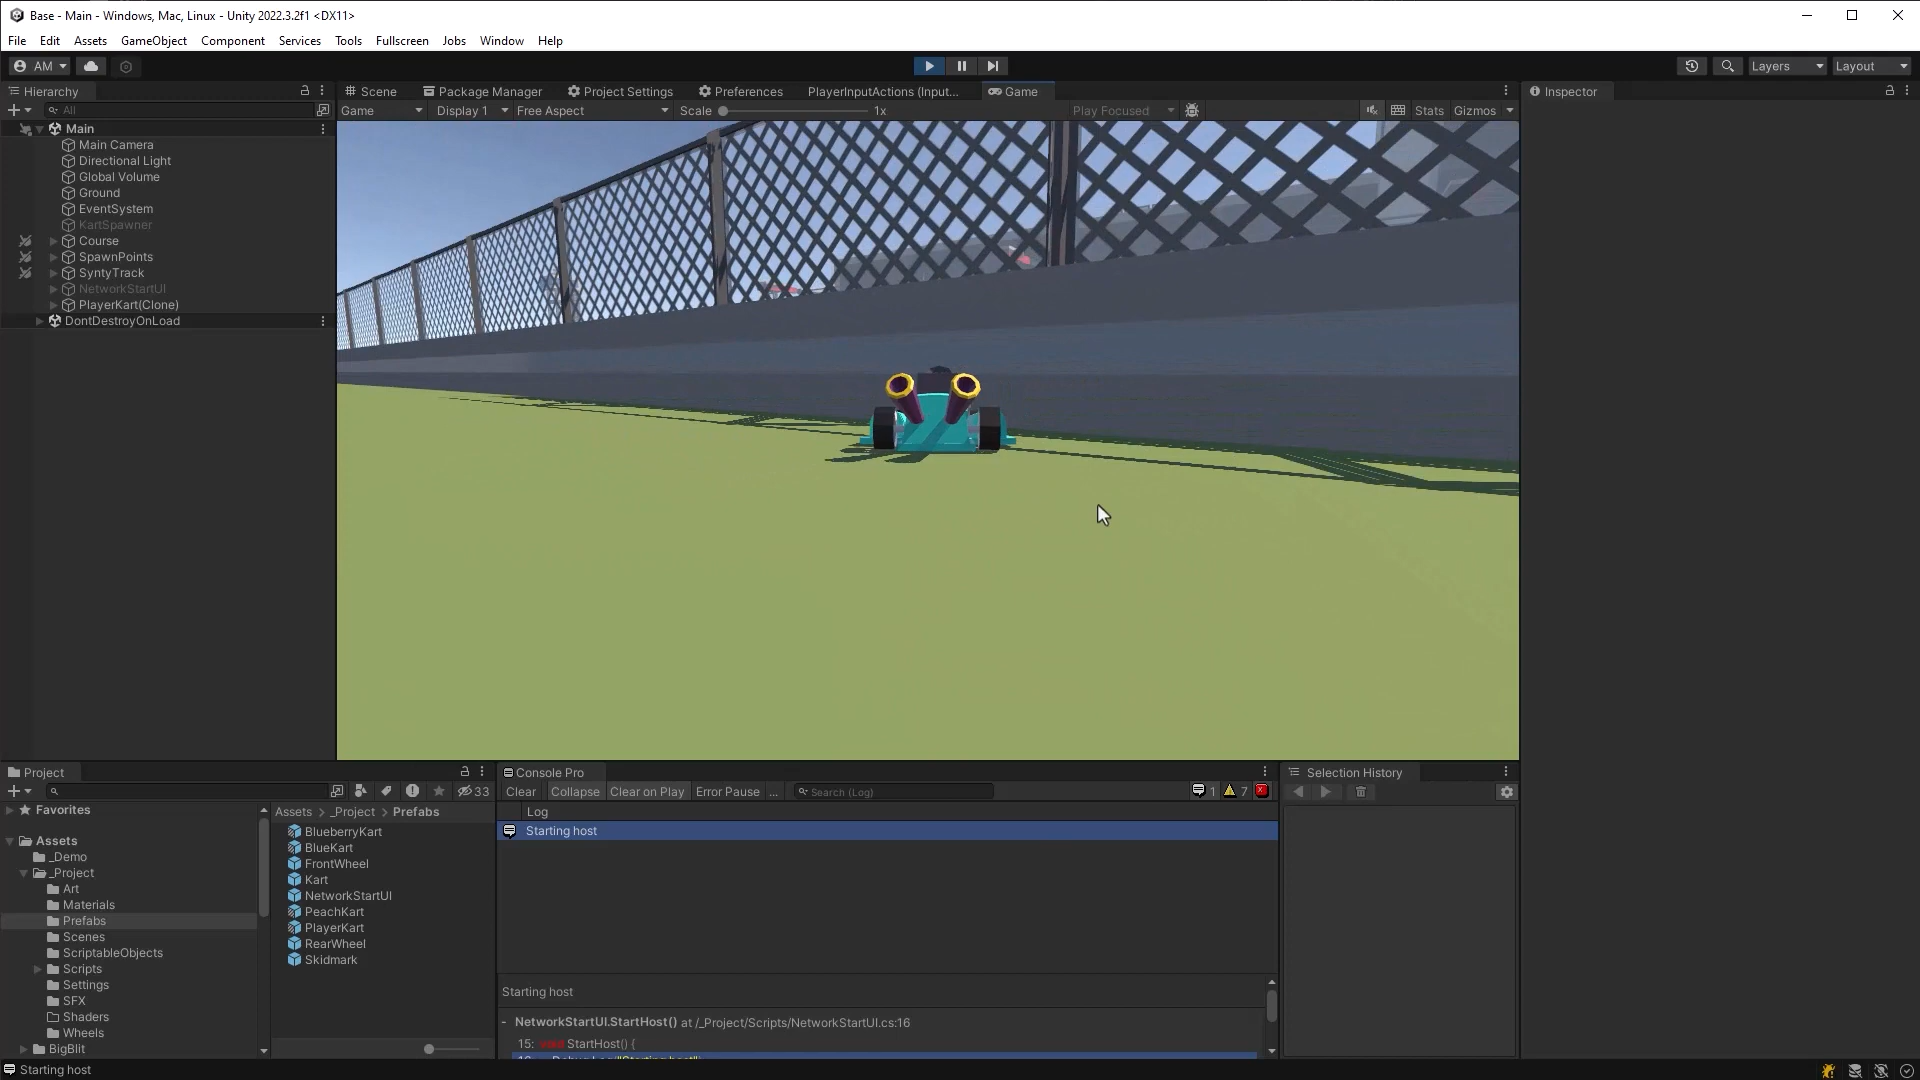 Base - Main - Windows, Mac, Linux - Unity 2022.3.2f1 <DX11>
File Edit Assets GameObject Component Services Tools Fullscreen Jobs Window Help
AM
Layers
Layout
Hierarchy
All
Main
Main Camera
Directional Light
Global Volume
Ground
EventSystem
KartSpawner
Course
SpawnPoints
SyntyTrack
NetworkStartUI
PlayerKart(Clone)
DontDestroyOnLoad
Scene Package Manager Project Settings Preferences PlayerInputActions (Input... Game
Game Display 1 Free Aspect Scale 1x Play Focused Stats Gizmos
Inspector
Project
33
Favorites
Assets
_Demo
_Project
Art
Materials
Prefabs
Scenes
ScriptableObjects
Scripts
Settings
SFX
Shaders
Wheels
BigBlit
Assets > _Project > Prefabs
BlueberryKart
BlueKart
FrontWheel
Kart
NetworkStartUI
PeachKart
PlayerKart
RearWheel
Skidmark
Console Pro
Clear Collapse Clear on Play Error Pause ... Search (Log) 1 7
Log
Starting host
Starting host
- NetworkStartUI.StartHost() at /_Project/Scripts/NetworkStartUI.cs:16
15: void StartHost() {
Selection History
Starting host